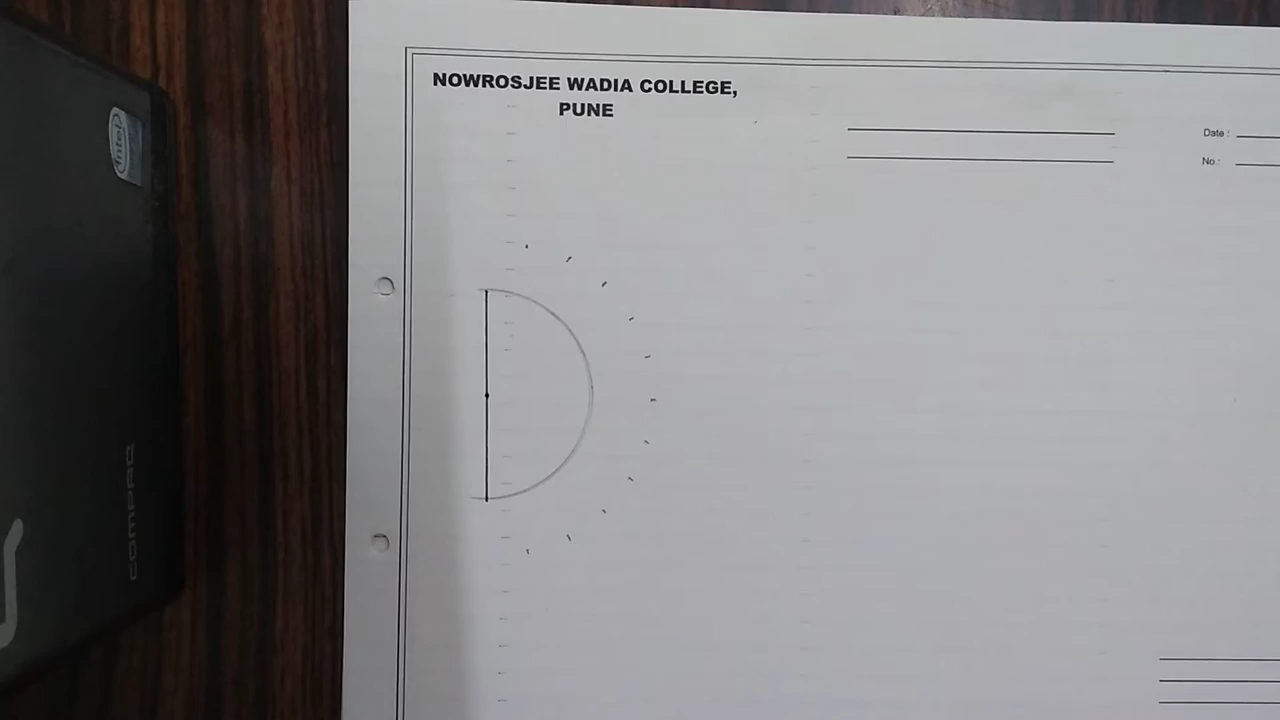 intel
COMPAQ
NOWROSJEE WADIA COLLEGE,
PUNE
Date :
No.: